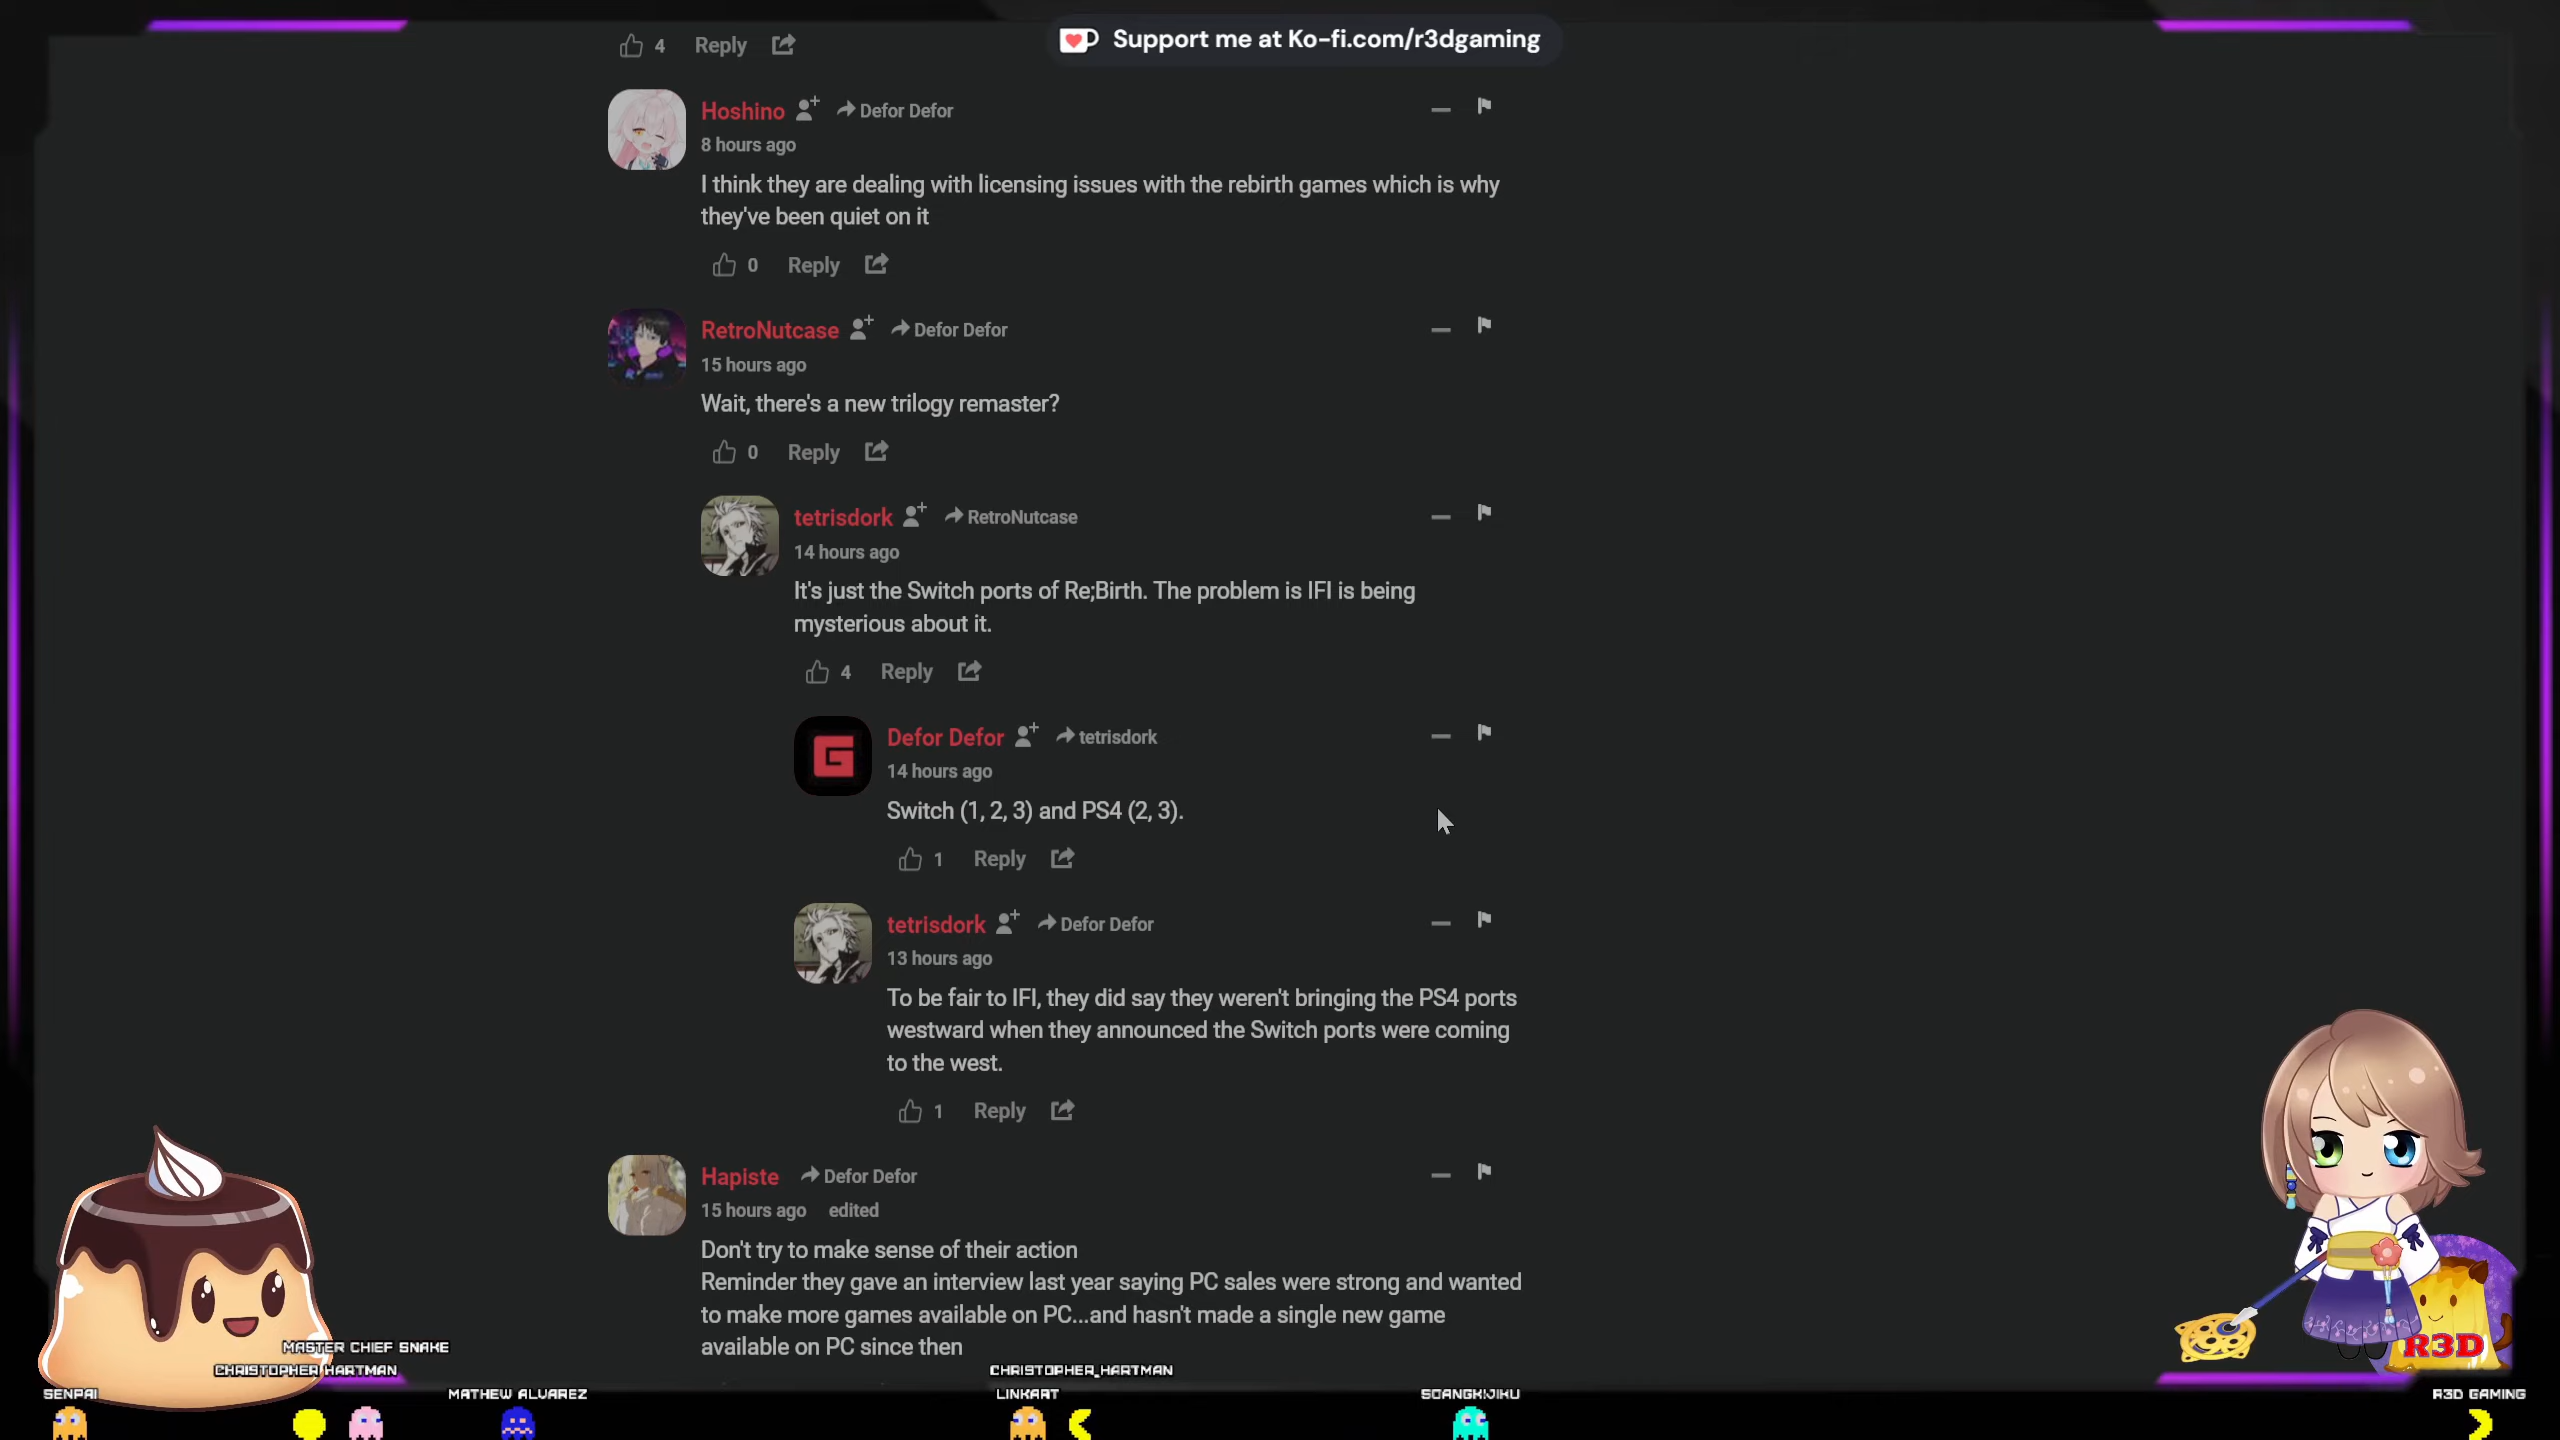 Support me at Ko-fi.com/r3dgaming
4 Reply
Hoshino Defor Defor
8 hours ago
I think they are dealing with licensing issues with the rebirth games which is why
they've been quiet on it
0 Reply
RetroNutcase Defor Defor
15 hours ago
Wait, there's a new trilogy remaster?
0 Reply
tetrisdork RetroNutcase
14 hours ago
It's just the Switch ports of Re;Birth. The problem is IFI is being
mysterious about it.
4 Reply
Defor Defor tetrisdork
14 hours ago
Switch (1, 2, 3) and PS4 (2, 3).
1 Reply
tetrisdork Defor Defor
13 hours ago
To be fair to IFI, they did say they weren't bringing the PS4 ports
westward when they announced the Switch ports were coming
to the west.
1 Reply
Hapiste Defor Defor
15 hours ago edited
Don't try to make sense of their action
Reminder they gave an interview last year saying PC sales were strong and wanted
to make more games available on PC...and hasn't made a single new game
available on PC since then
R3D
MASTER CHIEF SNAKE
CHRISTOPHER HARTMAN
CHRISTOPHER_HARTMAN
SENPAI
MATHEW ALVAREZ
LINKART
R3D GAMING